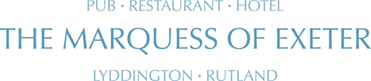 PUB · RESTAURANT · HOTEL
THE MARQUESS OF EXETER
LYDDINGTON · RUTLAND